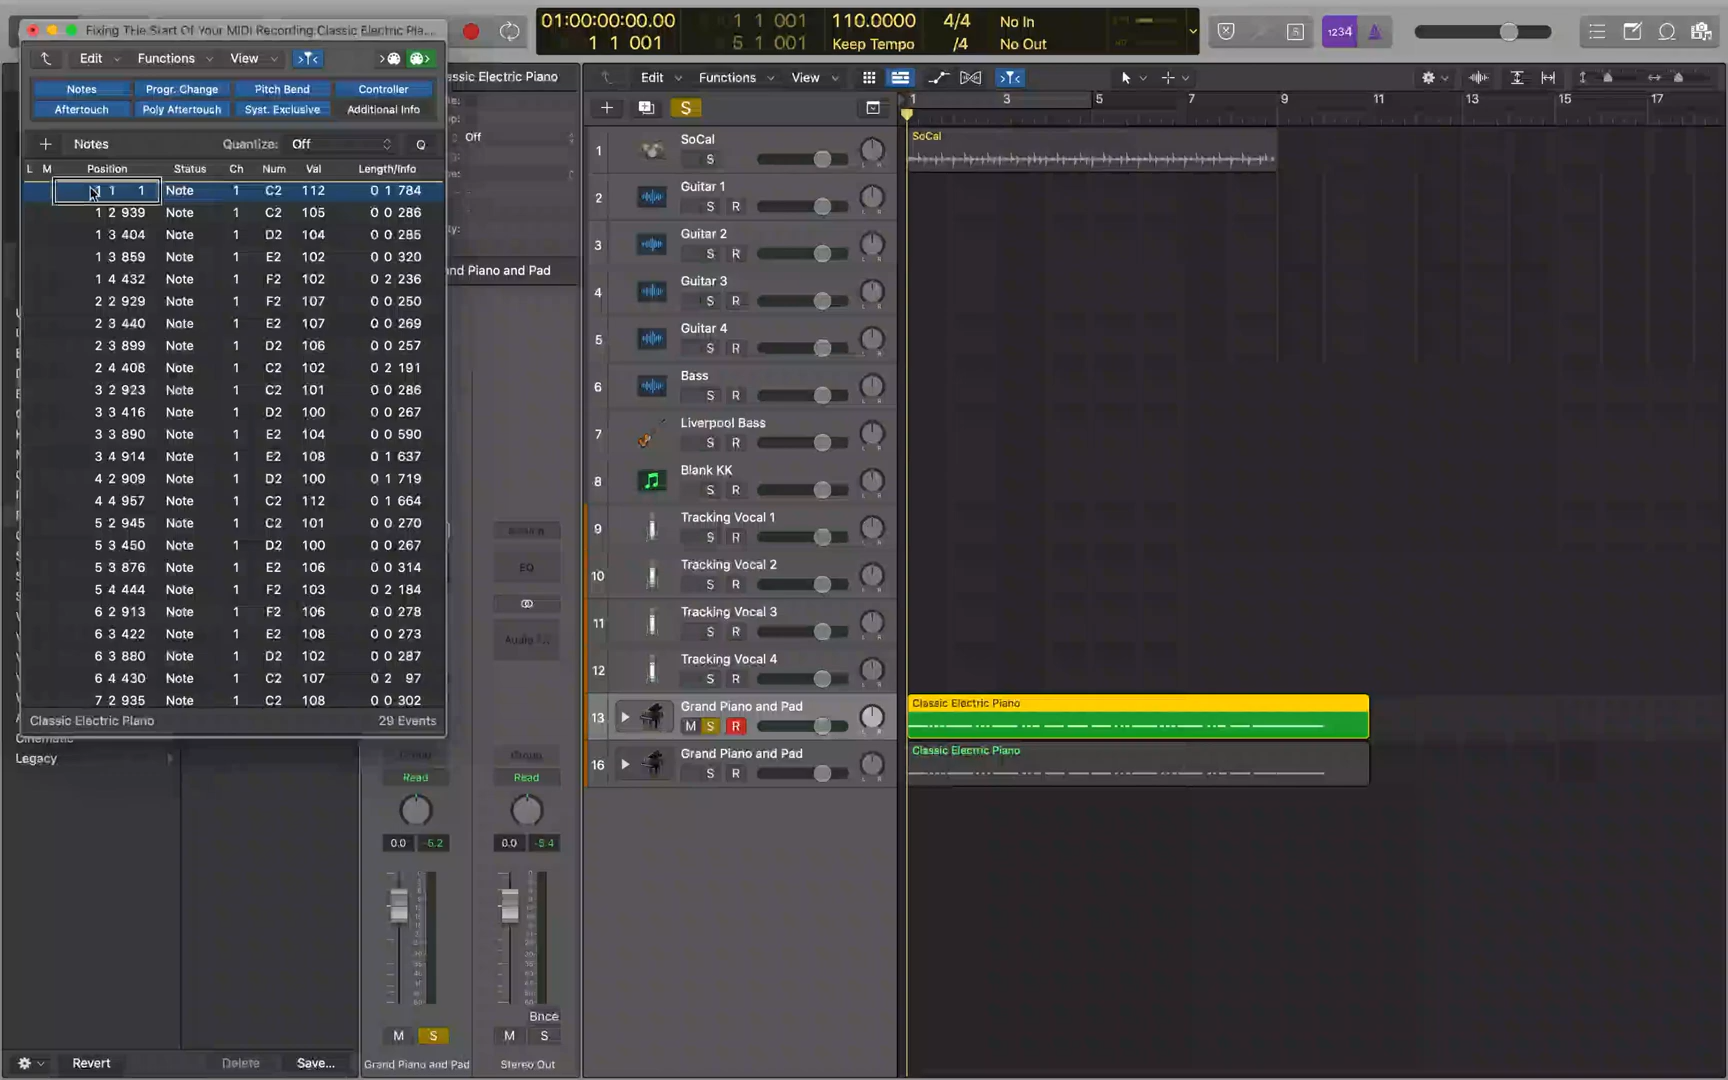 Fixing THe Start Of Your MIDI Recording:Classic Electric Pia...
01:00:00:00.00
1 1 001
1 1 001
5 1 001
110.0000
Keep Tempo
4/4
/4
No In
No Out
1234
Edit Functions View
Notes Progr. Change Pitch Bend Controller
Aftertouch Poly Aftertouch Syst. Exclusive Additional Info
Notes Quantize: Off Q
L M Position Status Ch Num Val Length/Info
1 1 1 Note 1 C2 112 0 1 784
1 2 939 Note 1 C2 105 0 0 286
1 3 404 Note 1 D2 104 0 0 285
1 3 859 Note 1 E2 102 0 0 320
1 4 432 Note 1 F2 102 0 2 236
2 2 929 Note 1 F2 107 0 0 250
2 3 440 Note 1 E2 107 0 0 269
2 3 899 Note 1 D2 106 0 0 257
2 4 408 Note 1 C2 102 0 2 191
3 2 923 Note 1 C2 101 0 0 286
3 3 416 Note 1 D2 100 0 0 267
3 3 890 Note 1 E2 104 0 0 590
3 4 914 Note 1 E2 108 0 1 637
4 2 909 Note 1 D2 100 0 1 719
4 4 957 Note 1 C2 112 0 1 664
5 2 945 Note 1 C2 101 0 0 270
5 3 450 Note 1 D2 100 0 0 267
5 3 876 Note 1 E2 106 0 0 314
5 4 444 Note 1 F2 103 0 2 184
6 2 913 Note 1 F2 106 0 0 278
6 3 422 Note 1 E2 108 0 0 273
6 3 880 Note 1 D2 102 0 0 287
6 4 430 Note 1 C2 107 0 2 97
7 2 935 Note 1 C2 108 0 0 302
Classic Electric Piano 29 Events
Cinematic
Legacy
Revert Delete Save...
ssic Electric Piano
Off
nd Piano and Pad
EQ
Audio FX
Group Group
Read Read
0.0 -5.2 0.0 -8.4
Bnce
M S M S
Grand Piano and Pad Stereo Out
Edit Functions View
S
1 3 5 7 9 11 13 15 17
1 SoCal
S
SoCal
2 Guitar 1
S R
3 Guitar 2
S R
4 Guitar 3
S R
5 Guitar 4
S R
6 Bass
S R
7 Liverpool Bass
S R
8 Blank KK
S R
9 Tracking Vocal 1
S R
10 Tracking Vocal 2
S R
11 Tracking Vocal 3
S R
12 Tracking Vocal 4
S R
13 Grand Piano and Pad
M S R
Classic Electric Piano
16 Grand Piano and Pad
S R
Classic Electric Piano